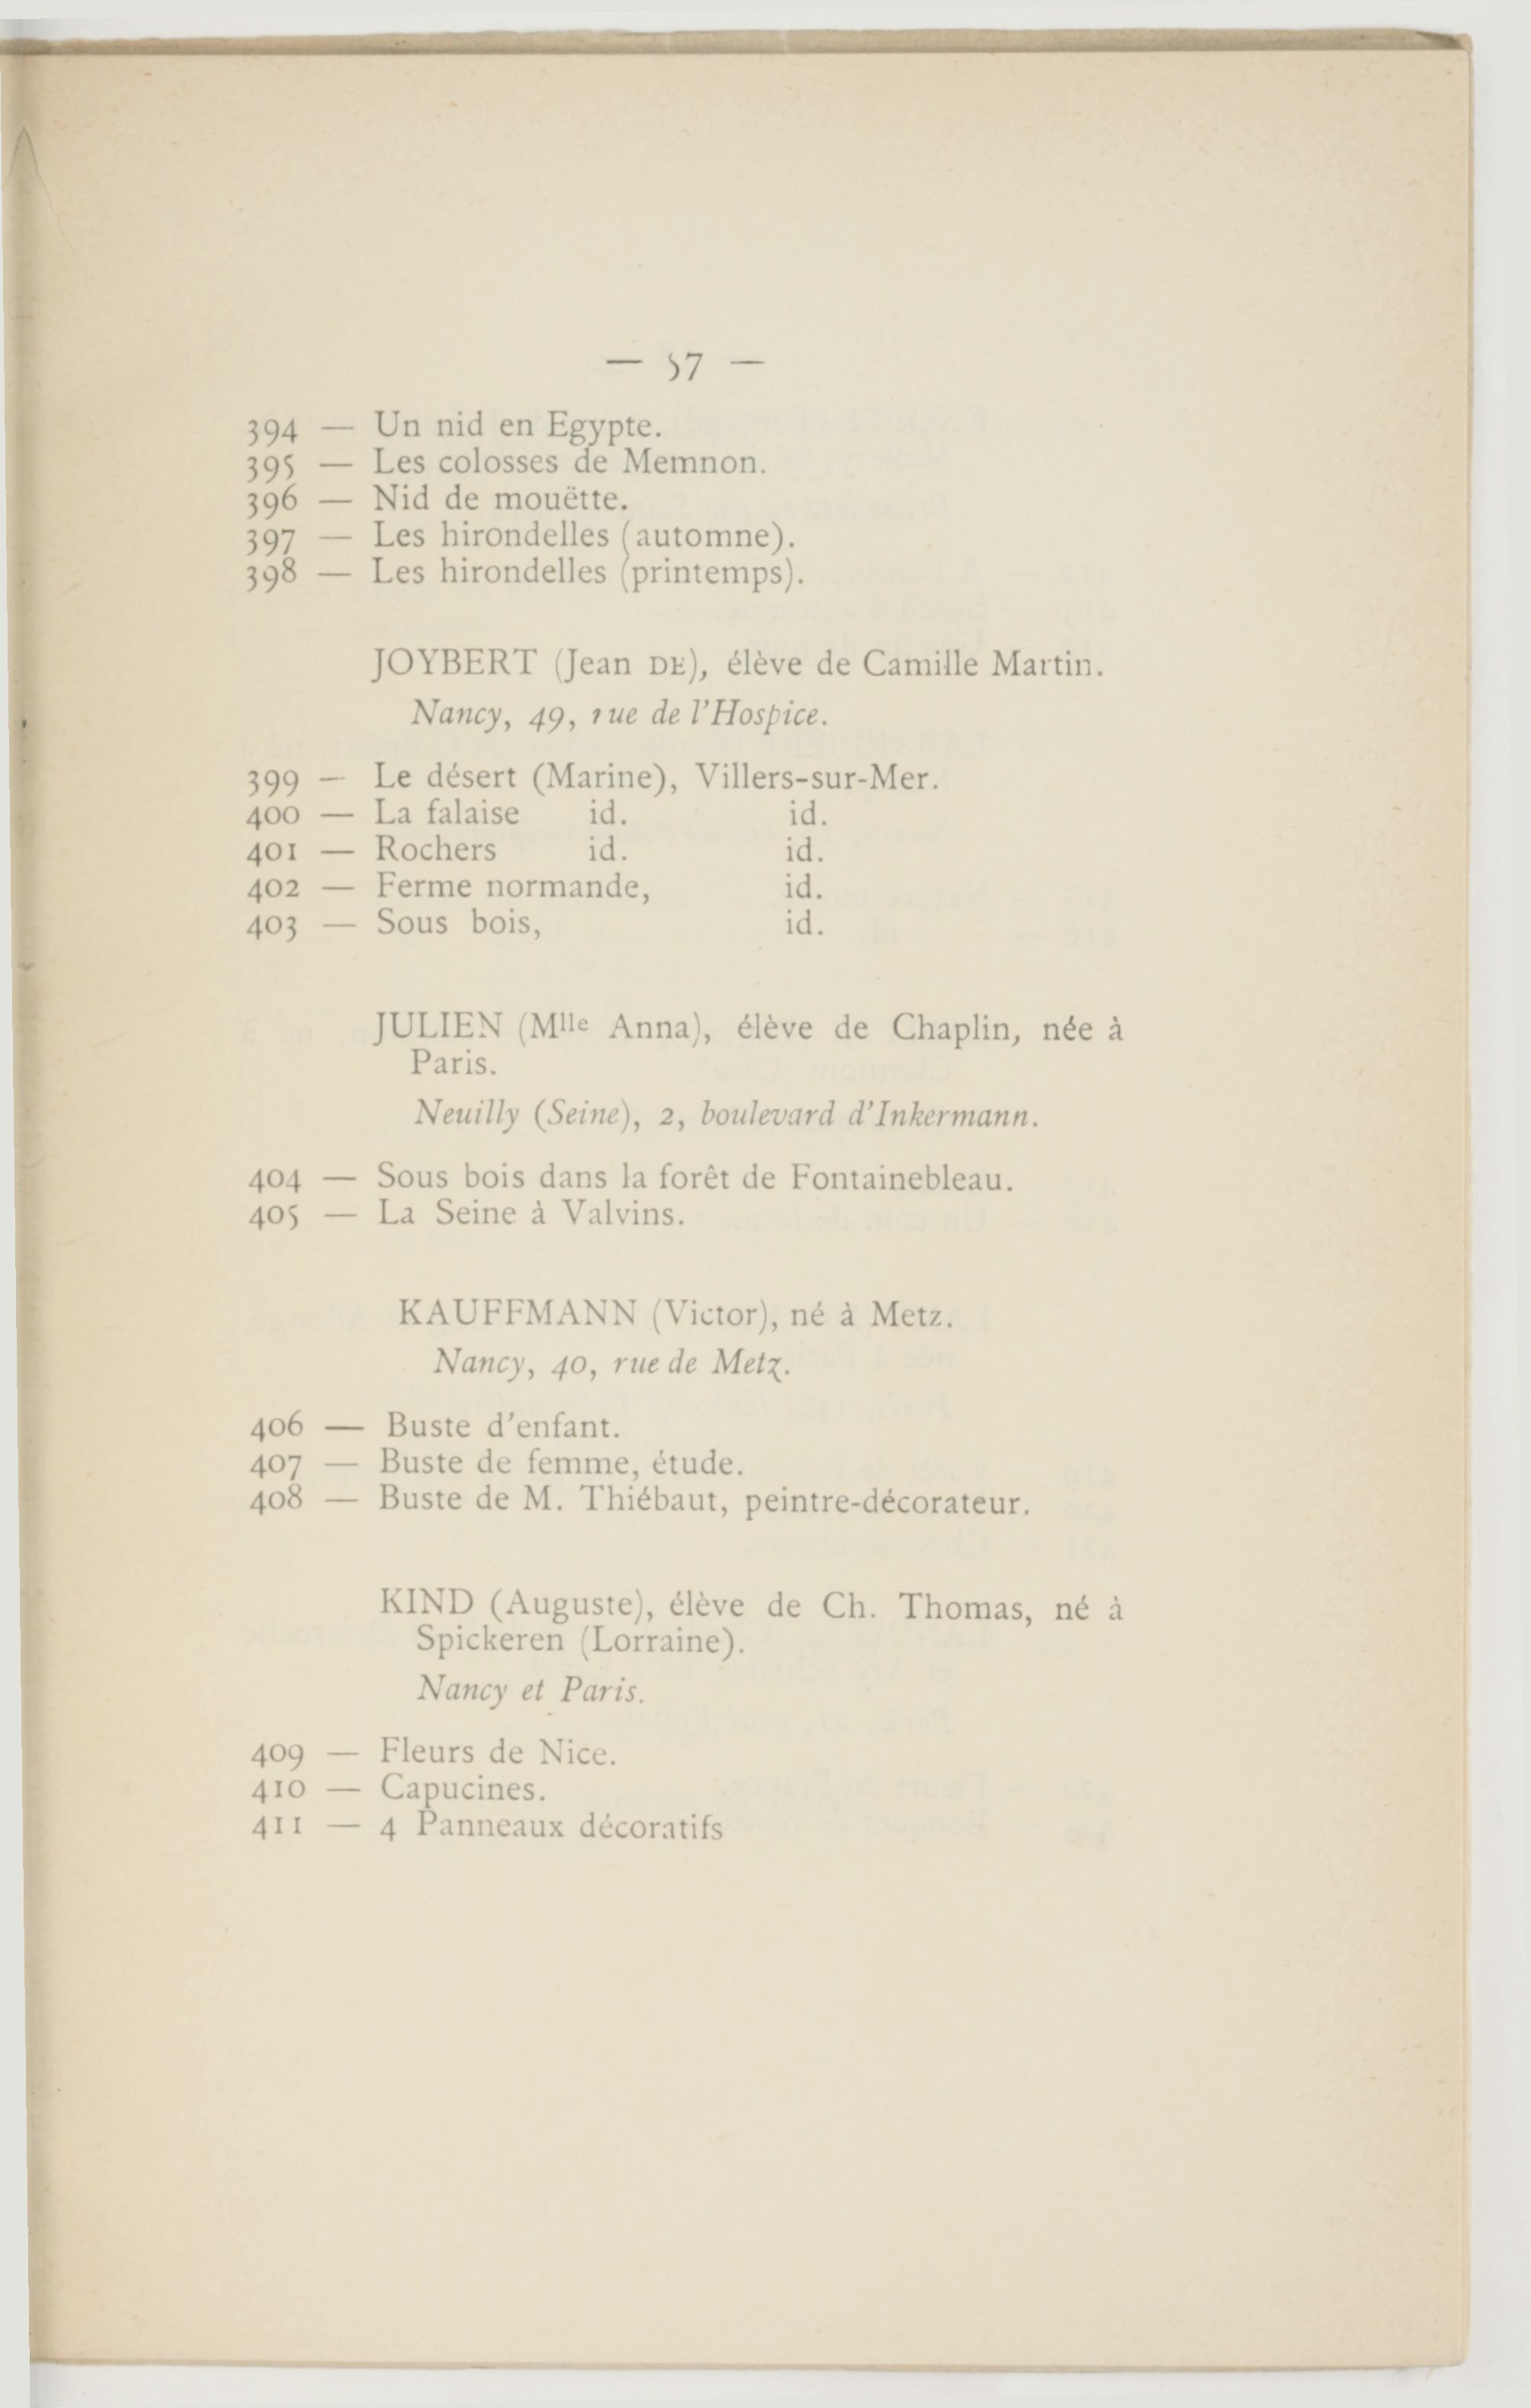 — 57 —
394 — Un nid en Egypte.
395 — Les colosses de Memnon.
396 — Nid de mouëtte.
397 — Les hirondelles (automne).
398 — Les hirondelles (printemps).
JOYBERT (Jean DE), élève de Camille Martin.
Nancy, 49, rue de l'Hospice.
399 — Le désert (Marine), Villers-sur-Mer.
400 — La falaise id. id.
401 — Rochers id. id.
402 — Ferme normande, id.
403 — Sous bois, id.
JULIEN (Mlle Anna), élève de Chaplin, née à
Paris.
Neuilly (Seine), 2, boulevard d'Inkermann.
404 — Sous bois dans la forêt de Fontainebleau.
405 — La Seine à Valvins.
KAUFFMANN (Victor), né à Metz.
Nancy, 40, rue de Metz.
406 — Buste d'enfant.
407 — Buste de femme, étude.
408 — Buste de M. Thiébaut, peintre-décorateur.
KIND (Auguste), élève de Ch. Thomas, né à
Spickeren (Lorraine).
Nancy et Paris.
409 — Fleurs de Nice.
410 — Capucines.
411 — 4 Panneaux décoratifs